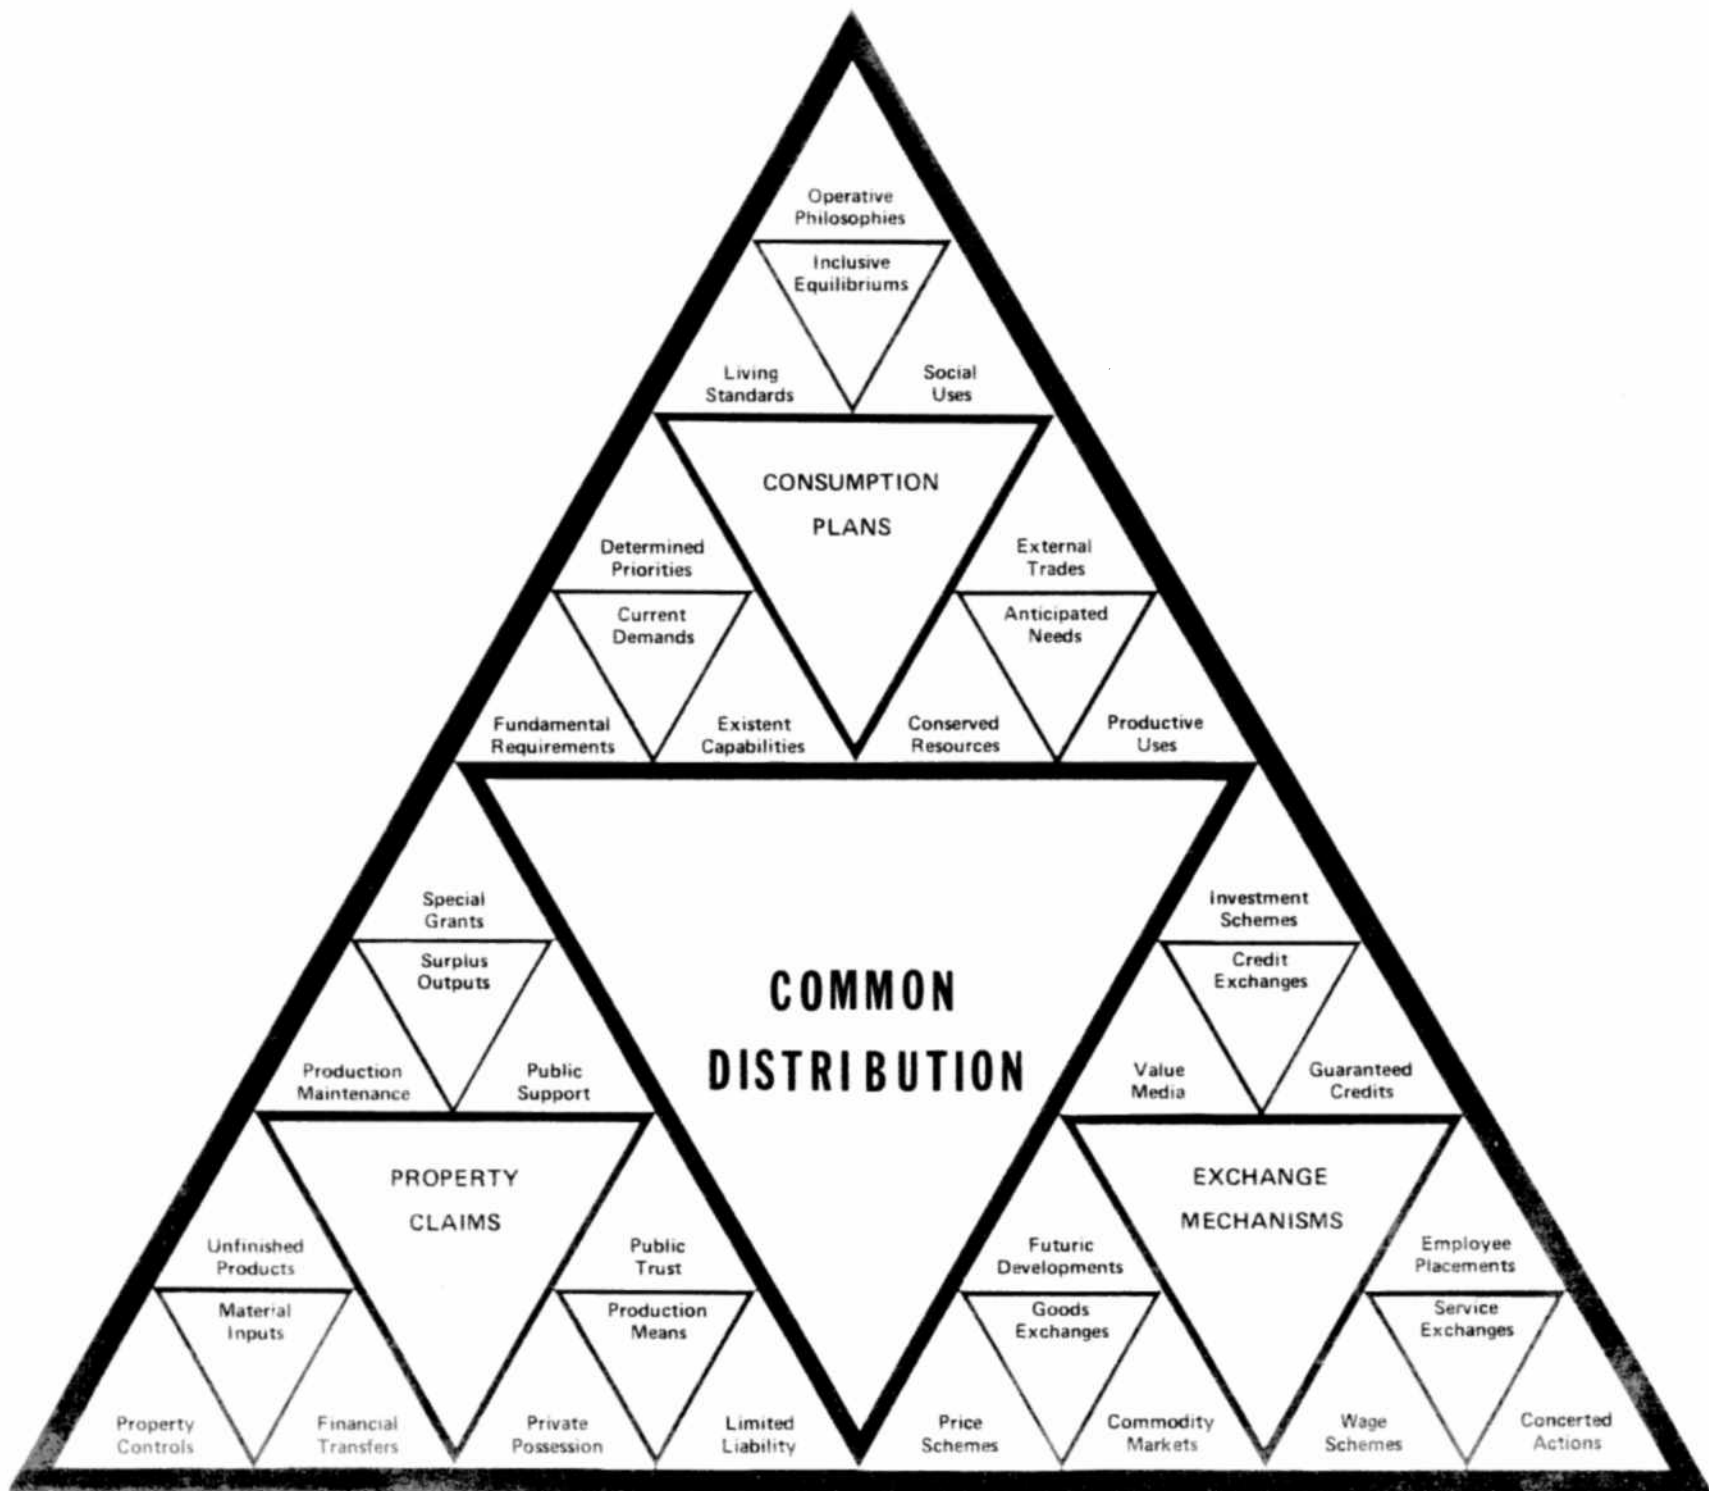 Operative
Philosophies
Inclusive
Equilibriums
Living
Standards
Social
Uses
CONSUMPTION
PLANS
Determined
Priorities
External
Trades
Current
Demands
Anticipated
Needs
Fundamental
Requirements
Existent
Capabilities
Conserved
Resources
Productive
Uses
COMMON
DISTRIBUTION
Special
Grants
Surplus
Outputs
Production
Maintenance
Public
Support
PROPERTY
CLAIMS
Unfinished
Products
Material
Inputs
Property
Controls
Financial
Transfers
Public
Trust
Production
Means
Private
Possession
Limited
Liability
Investment
Schemes
Credit
Exchanges
Value
Media
Guaranteed
Credits
EXCHANGE
MECHANISMS
Futuric
Developments
Goods
Exchanges
Price
Schemes
Commodity
Markets
Employee
Placements
Service
Exchanges
Wage
Schemes
Concerted
Actions